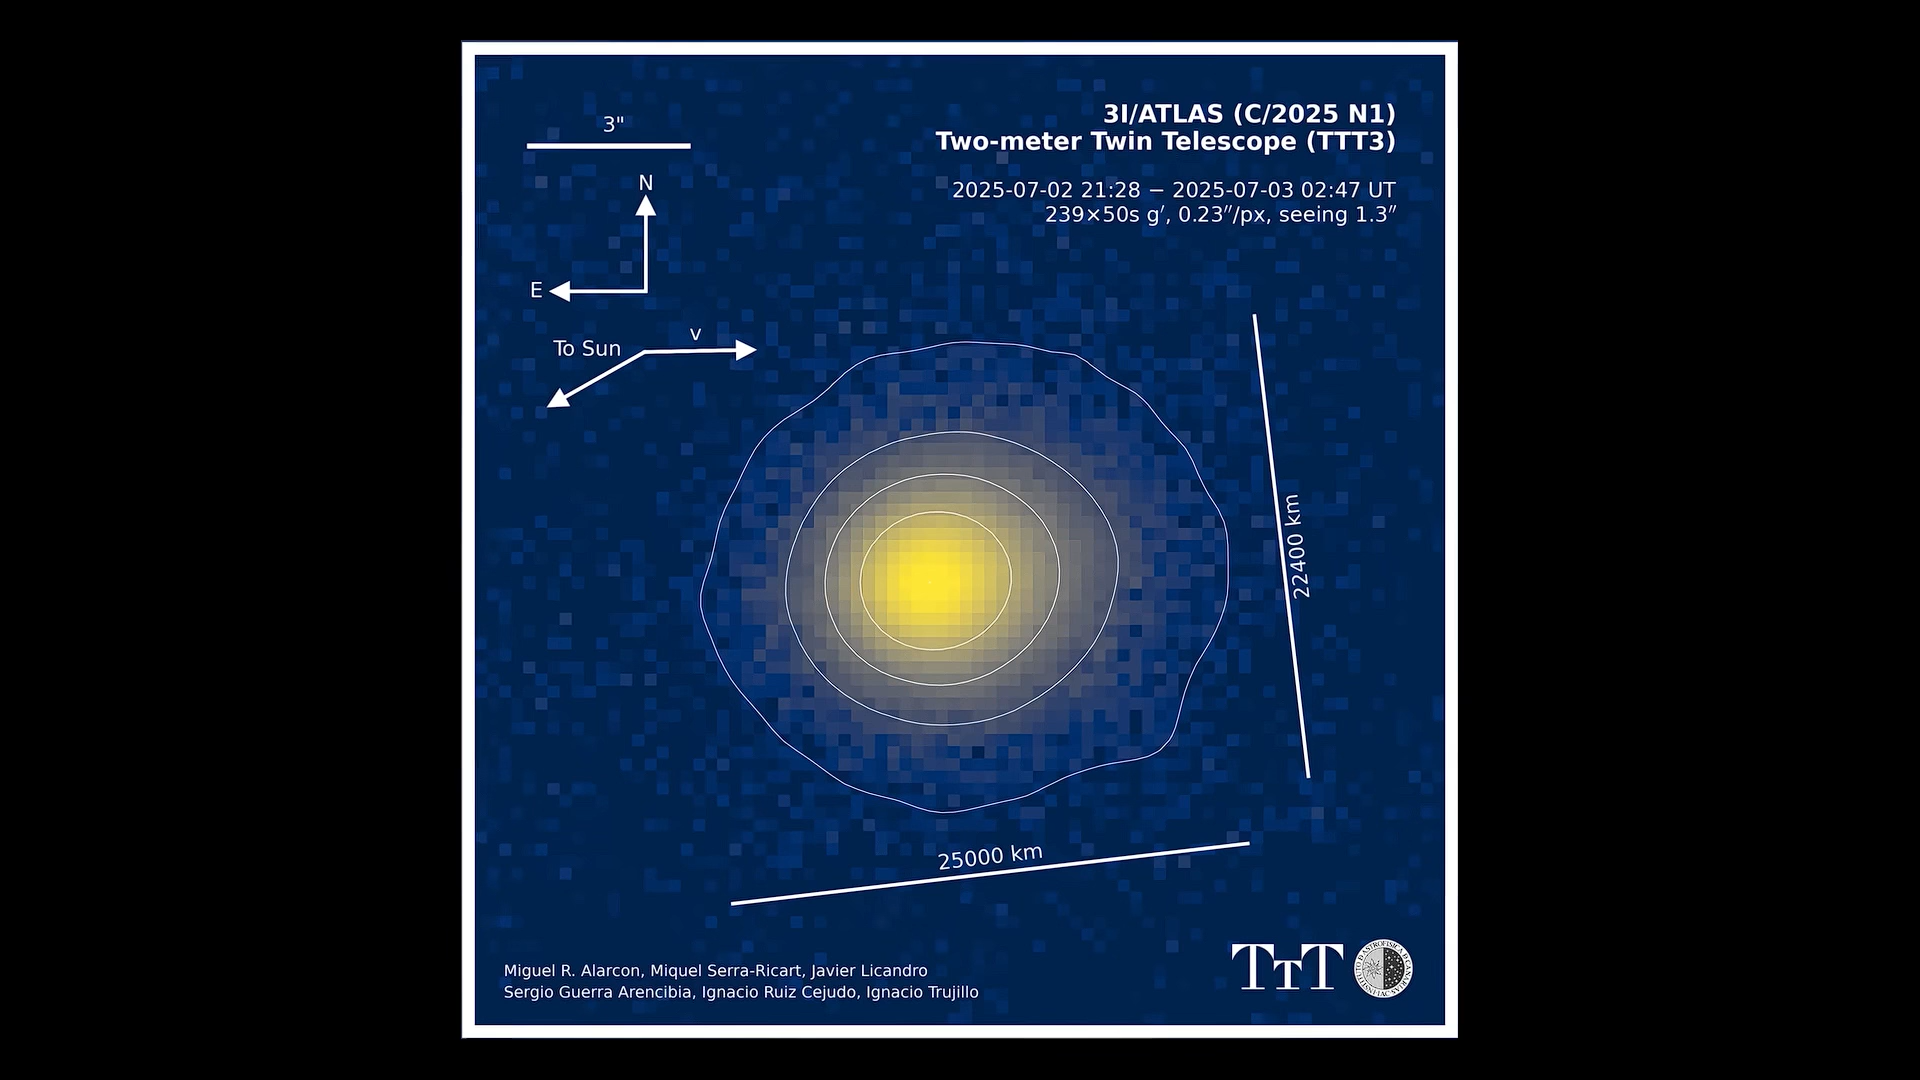 3"
3I/ATLAS (C/2025 N1)
Two-meter Twin Telescope (TTT3)
N
2025-07-02 21:28 − 2025-07-03 02:47 UT
239×50s g′, 0.23″/px, seeing 1.3″
E
v
To Sun
22400 km
25000 km
Miguel R. Alarcon, Miquel Serra-Ricart, Javier Licandro
Sergio Guerra Arencibia, Ignacio Ruiz Cejudo, Ignacio Trujillo
TTT